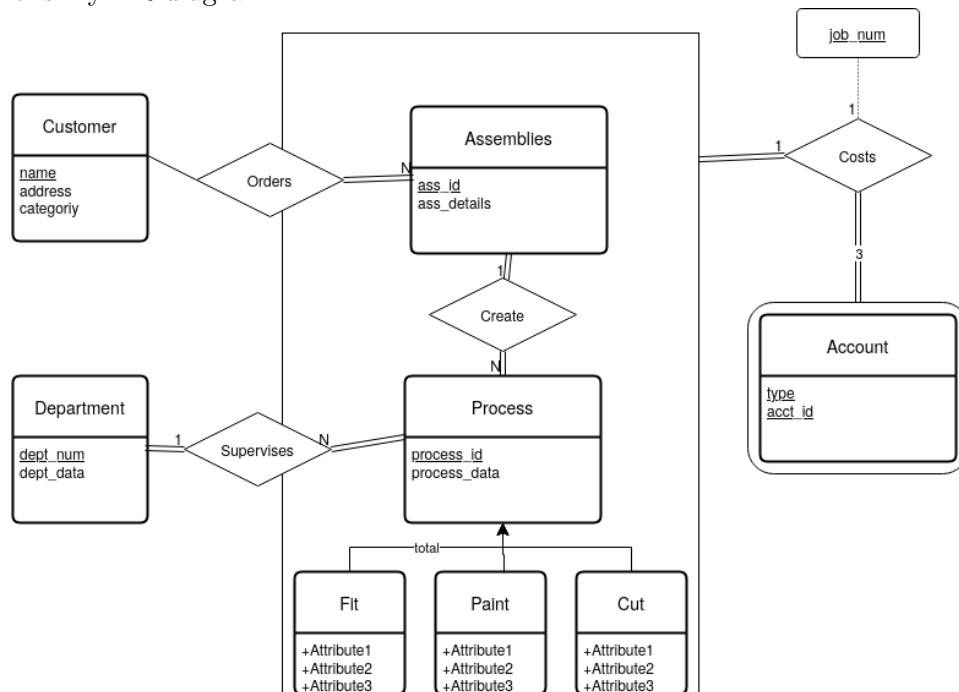 job_num
Customer
name
address
categoriy
Orders
N
Assemblies
ass_id
ass_details
1
1
Costs
3
Account
type
acct_id
1
Create
N
Department
dept_num
dept_data
1
Supervises
N
Process
process_id
process_data
total
Fit
+Attribute1
+Attribute2
+Attribute3
Paint
+Attribute1
+Attribute2
+Attribute3
Cut
+Attribute1
+Attribute2
+Attribute3